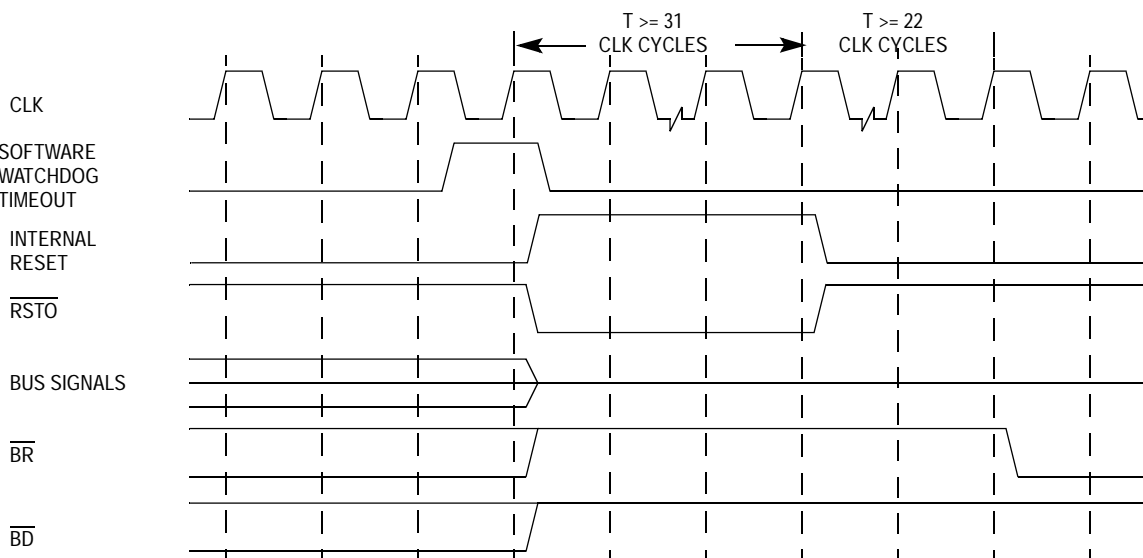 T >= 31
CLK CYCLES
T >= 22
CLK CYCLES
CLK
SOFTWARE
WATCHDOG
TIMEOUT
INTERNAL
RESET
RSTO
BUS SIGNALS
BR
BD